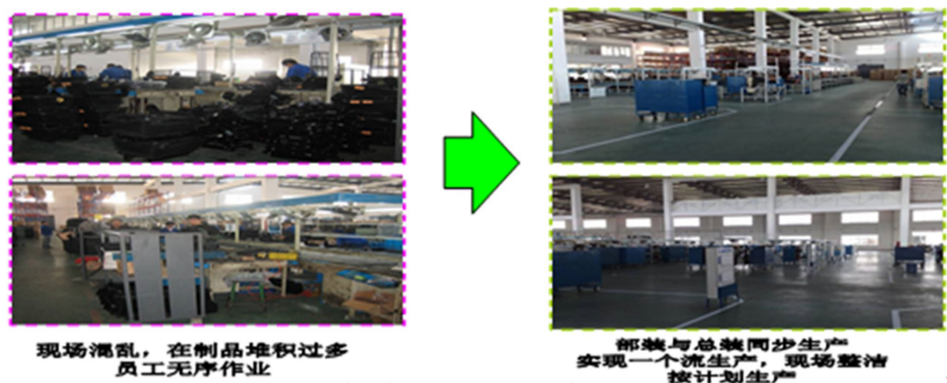 现场混乱，在制品堆积过多
员工无序作业
部装与总装同步生产
实现一个流生产，现场整洁
按计划生产